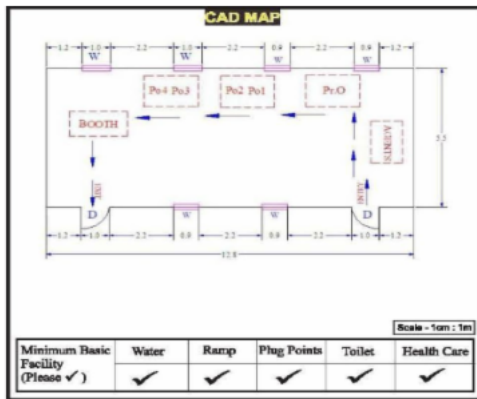 CAD MAP
1.2 1.0 2.2 1.0 2.2 0.9 2.2 0.9 1.2
W W W W
Po4 Po3 Po2 Po1 Pr.O
BOOTH
AGENTS
EXIT
D W W D
1.2 1.0 2.2 0.9 2.2 0.9 2.2 1.0 1.2
12.8
Scale - 1cm : 1m
Minimum Basic Facility (Please ✓) Water Ramp Plug Points Toilet Health Care
✓ ✓ ✓ ✓ ✓